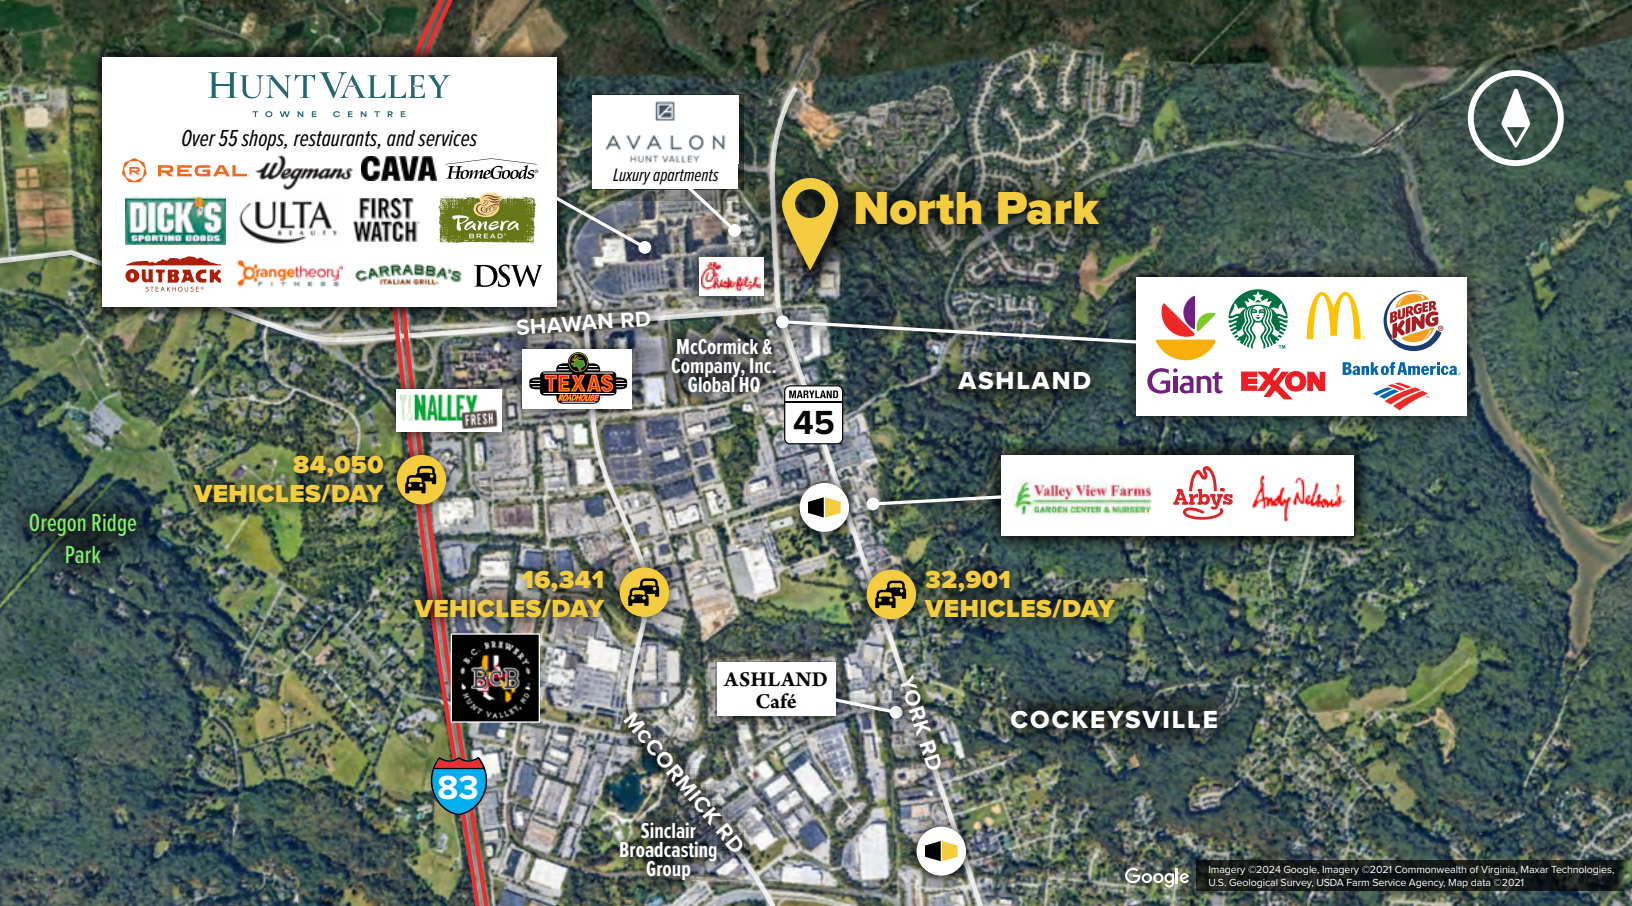 HUNT VALLEY
TOWNE CENTRE
Over 55 shops, restaurants, and services
R REGAL Wegmans CAVA HomeGoods
DICK'S
SPORTING GOODS
ULTA
BEAUTY
FIRST
WATCH
Panera
BREAD
OUTBACK
STEAKHOUSE
Orangetheory
FITNESS
CARRABBA'S
ITALIAN GRILL
DSW
AVALON
HUNT VALLEY
Luxury apartments
North Park
Chick-fil-A
SHAWAN RD
TEXAS
ROADHOUSE
McCormick &
Company, Inc.
Global HQ
NALLEY
FRESH
MARYLAND
45
ASHLAND
BURGER
KING
Giant
EXXON
Bank of America
84,050
VEHICLES/DAY
Oregon Ridge
Park
Valley View Farms
GARDEN CENTER & NURSERY
Arby's
Andy Nelson's
16,341
VEHICLES/DAY
32,901
VEHICLES/DAY
B.C. BREWERY
BCB
HUNT VALLEY, MD
ASHLAND
Café
YORK RD
COCKEYSVILLE
McCORMICK RD
83
Sinclair
Broadcasting
Group
Google
Imagery ©2024 Google, Imagery ©2021 Commonwealth of Virginia, Maxar Technologies,
U.S. Geological Survey, USDA Farm Service Agency, Map data ©2021